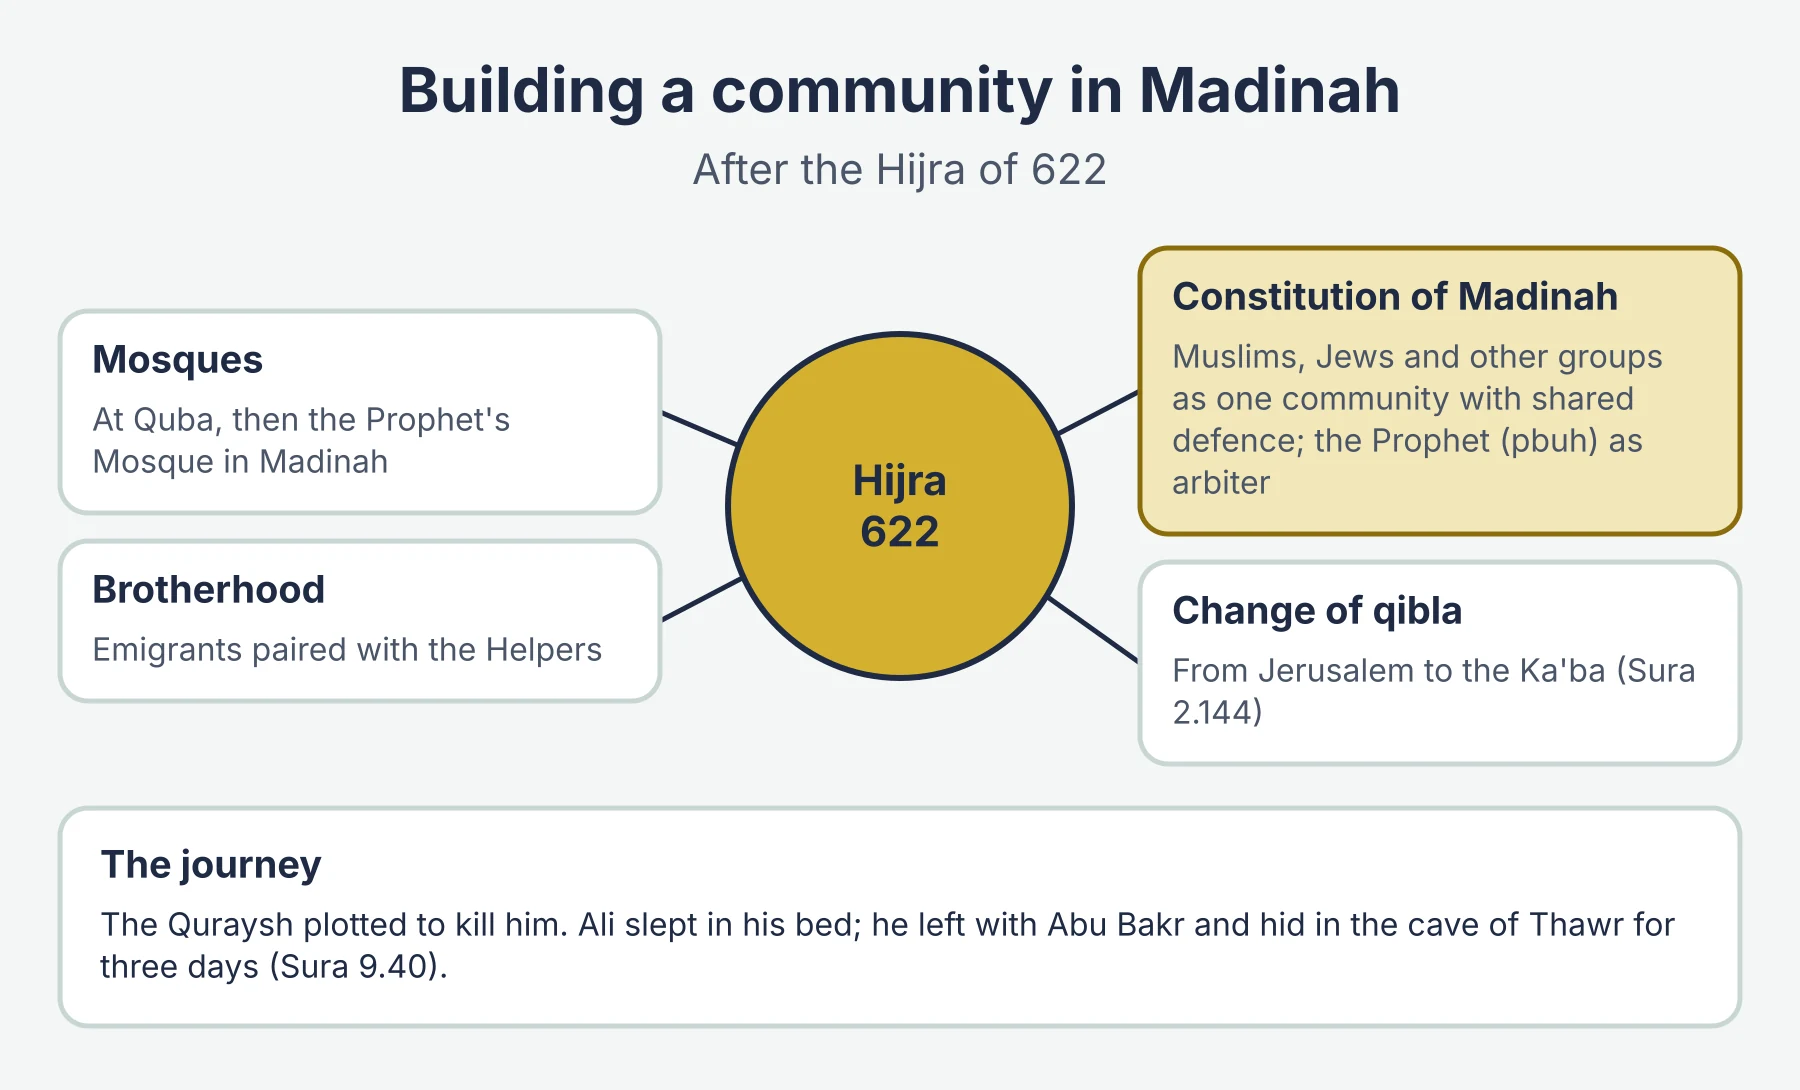 Building a community in Madinah
After the Hijra of 622
Mosques
At Quba, then the Prophet's
Mosque in Madinah
Brotherhood
Emigrants paired with the Helpers
Hijra
622
Constitution of Madinah
Muslims, Jews and other groups
as one community with shared
defence; the Prophet (pbuh) as
arbiter
Change of qibla
From Jerusalem to the Ka'ba (Sura
2.144)
The journey
The Quraysh plotted to kill him. Ali slept in his bed; he left with Abu Bakr and hid in the cave of Thawr for
three days (Sura 9.40).